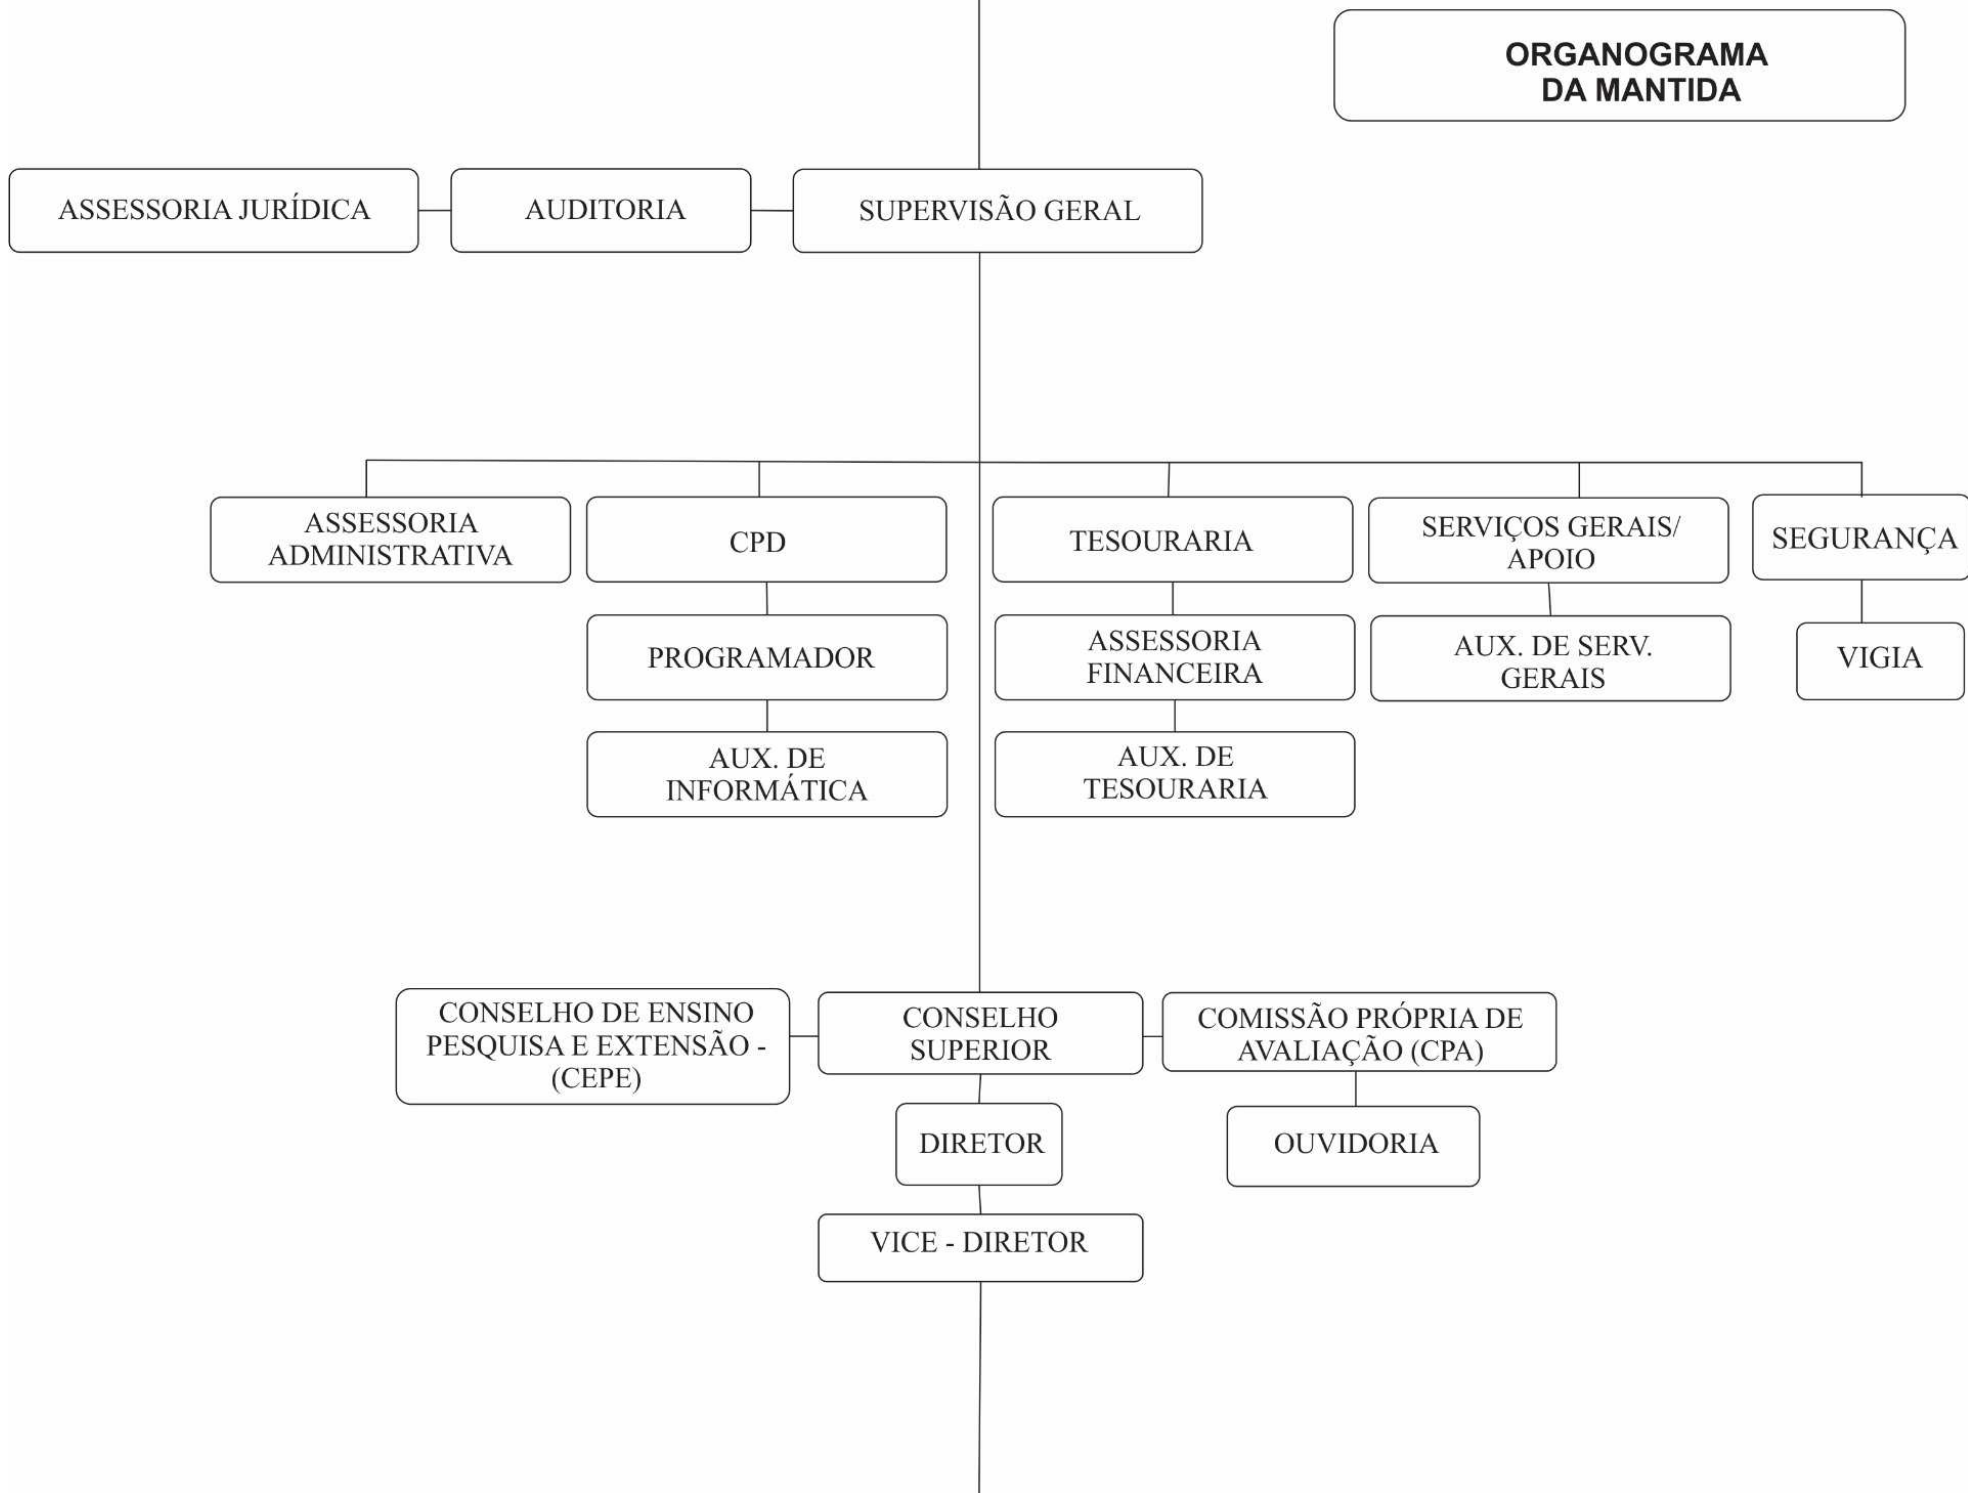 ORGANOGRAMA
DA MANTIDA
ASSESSORIA JURÍDICA
AUDITORIA
SUPERVISÃO GERAL
ASSESSORIA
ADMINISTRATIVA
CPD
TESOURARIA
SERVIÇOS GERAIS/
APOIO
SEGURANÇA
PROGRAMADOR
ASSESSORIA
FINANCEIRA
AUX. DE SERV.
GERAIS
VIGIA
AUX. DE
INFORMÁTICA
AUX. DE
TESOURARIA
CONSELHO DE ENSINO
PESQUISA E EXTENSÃO -
(CEPE)
CONSELHO
SUPERIOR
COMISSÃO PRÓPRIA DE
AVALIAÇÃO (CPA)
DIRETOR
OUVIDORIA
VICE - DIRETOR